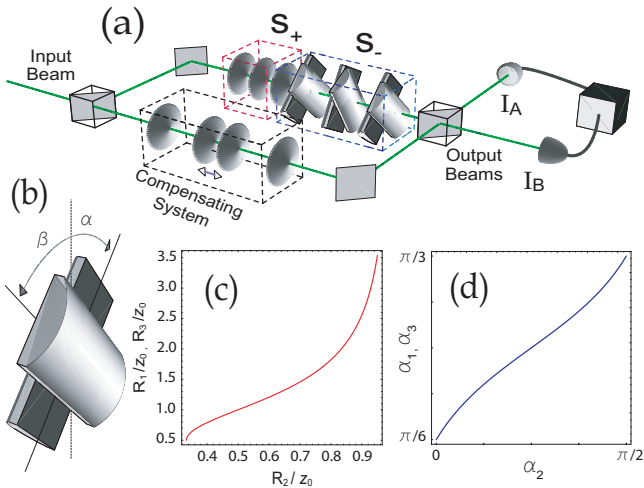 (a)
S+
S-
Input
Beam
IA
IB
Output
Beams
Compensating
System
(b)
β
α
(c)
R1/z0, R3/z0
3.5
3.0
2.5
2.0
1.5
1.0
0.5
0.4 0.5 0.6 0.7 0.8 0.9
R2/ z0
(d)
α1, α3
π/3
π/6
0
π/2
α2